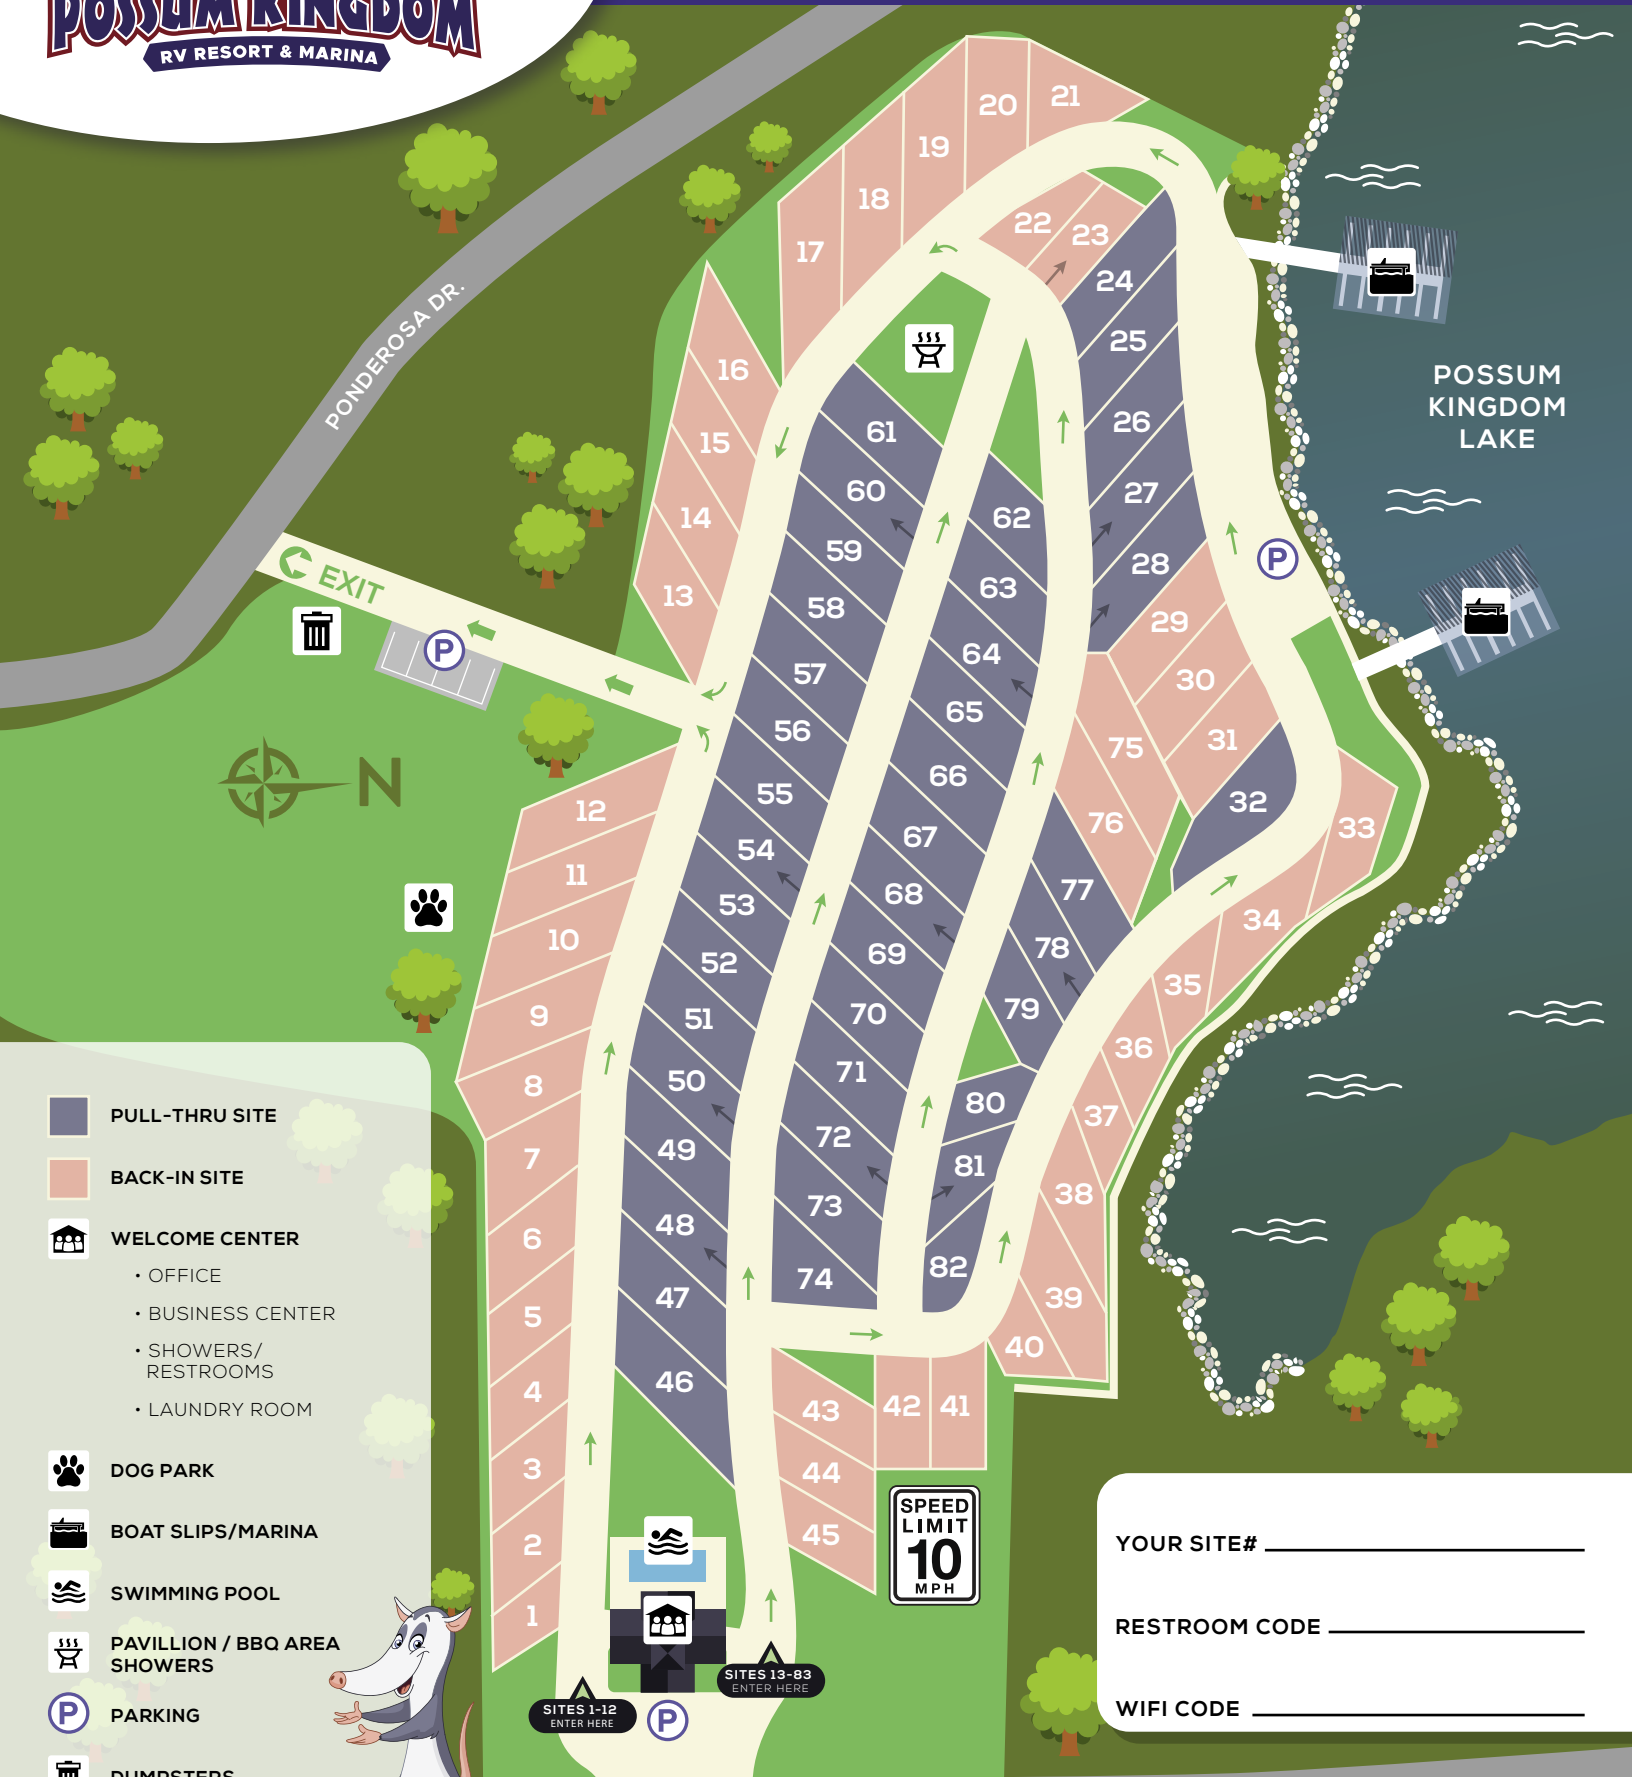 POSSUM KINGDOM
RV RESORT & MARINA
PONDEROSA DR.
EXIT
N
POSSUM
KINGDOM
LAKE
P
P
21
20
19
18
17
22
23
24
25
26
27
28
29
30
31
32
33
34
35
36
37
38
39
40
41
42
43
44
45
16
15
14
13
12
11
10
9
8
7
6
5
4
3
2
1
61
60
59
58
57
56
55
54
53
52
51
50
49
48
47
46
62
63
64
65
66
67
68
69
70
71
72
73
74
75
76
77
78
79
80
81
82
SPEED
LIMIT
10
MPH
SITES 13-83
ENTER HERE
SITES 1-12
ENTER HERE
P
PULL-THRU SITE
BACK-IN SITE
WELCOME CENTER
• OFFICE
• BUSINESS CENTER
• SHOWERS/
RESTROOMS
• LAUNDRY ROOM
DOG PARK
BOAT SLIPS/MARINA
SWIMMING POOL
PAVILLION / BBQ AREA
SHOWERS
P PARKING
DUMPSTERS
YOUR SITE#
RESTROOM CODE
WIFI CODE